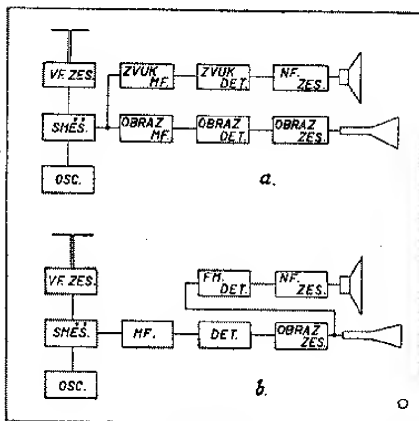 VF. ZES.
ZVUK MF.
ZVUK DET.
NF. ZES.
SMĚŠ.
OBRAZ MF.
OBRAZ DET.
OBRAZ ZES.
OSC.
a.
VF. ZES.
FM. DET.
NF. ZES.
SMĚŠ.
MF.
DET.
OBRAZ ZES.
OSC.
b.